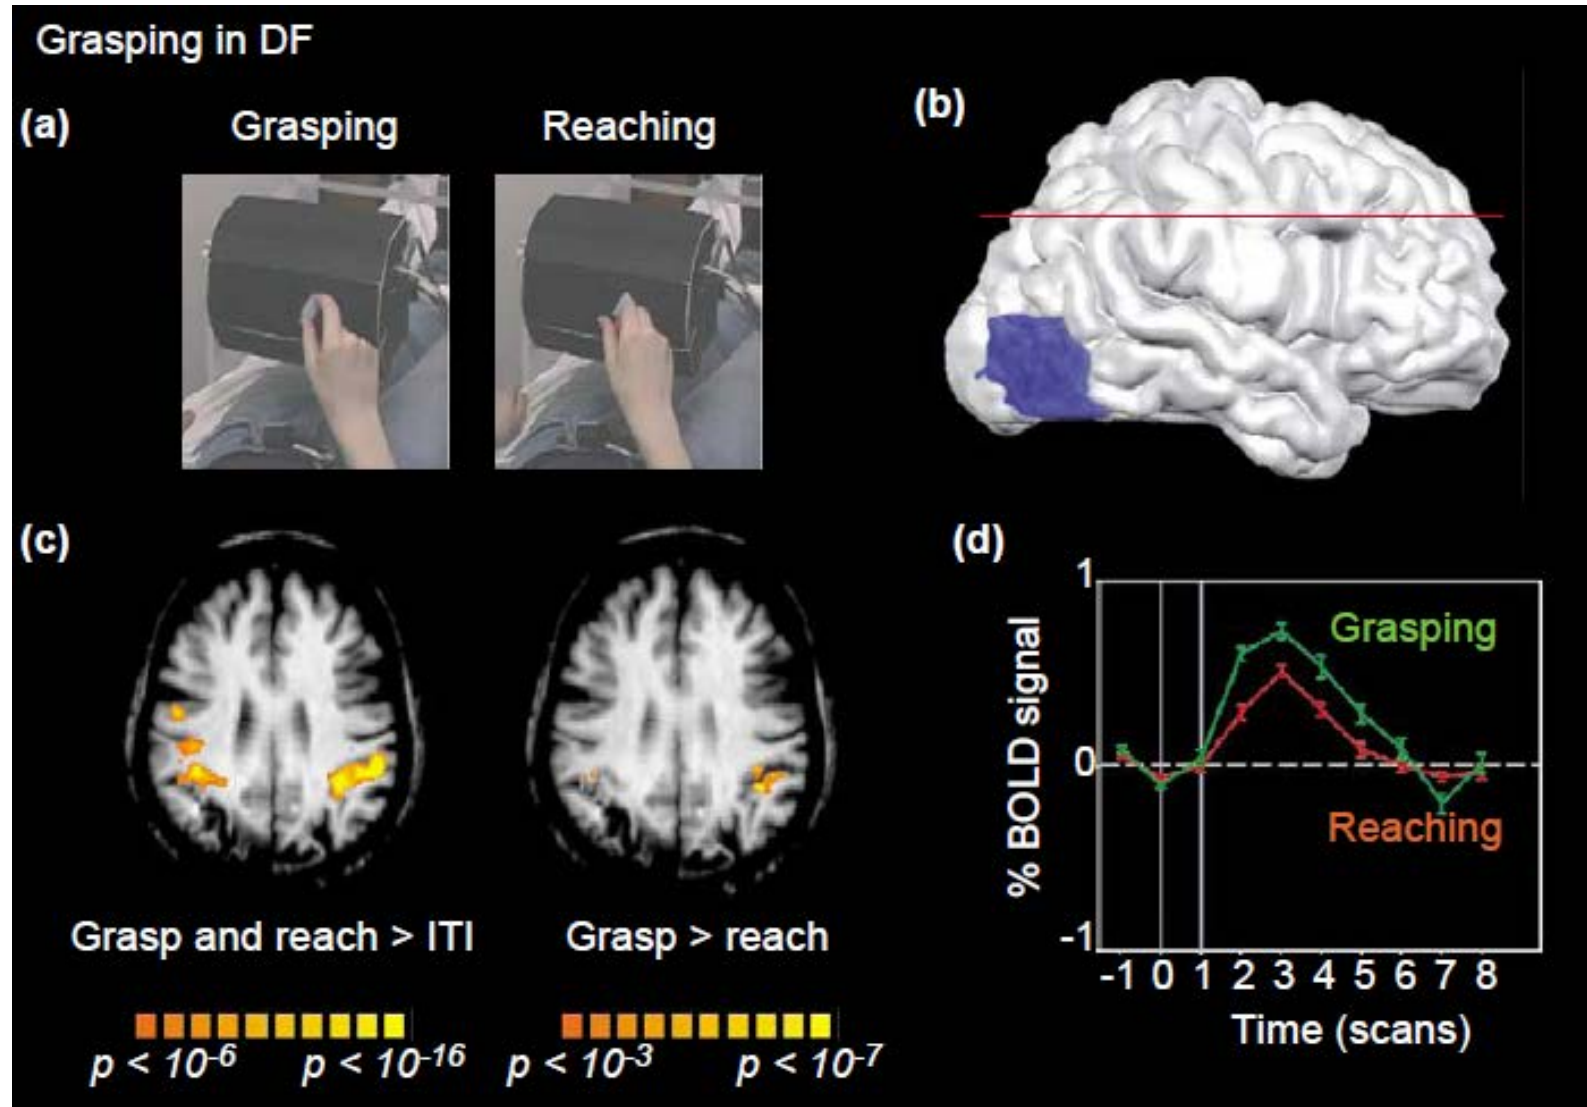 Grasping in DF
(a)
Grasping
Reaching
(b)
(c)
Grasp and reach > ITI
Grasp > reach
p < 10-6
p < 10-16
p < 10-3
p < 10-7
(d)
% BOLD signal
1
0
-1
Grasping
Reaching
-1 0 1 2 3 4 5 6 7 8
Time (scans)